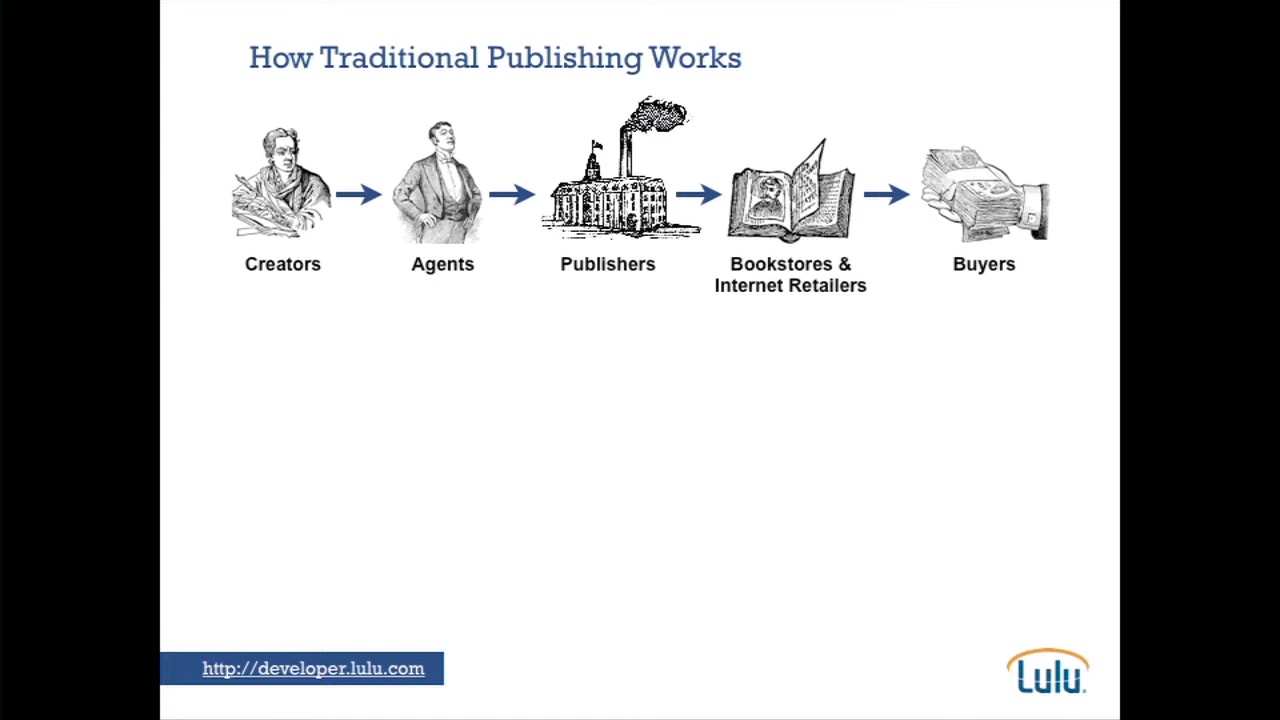 How Traditional Publishing Works
Creators
Agents
Publishers
Bookstores &
Internet Retailers
Buyers
http://developer.lulu.com
Lulu